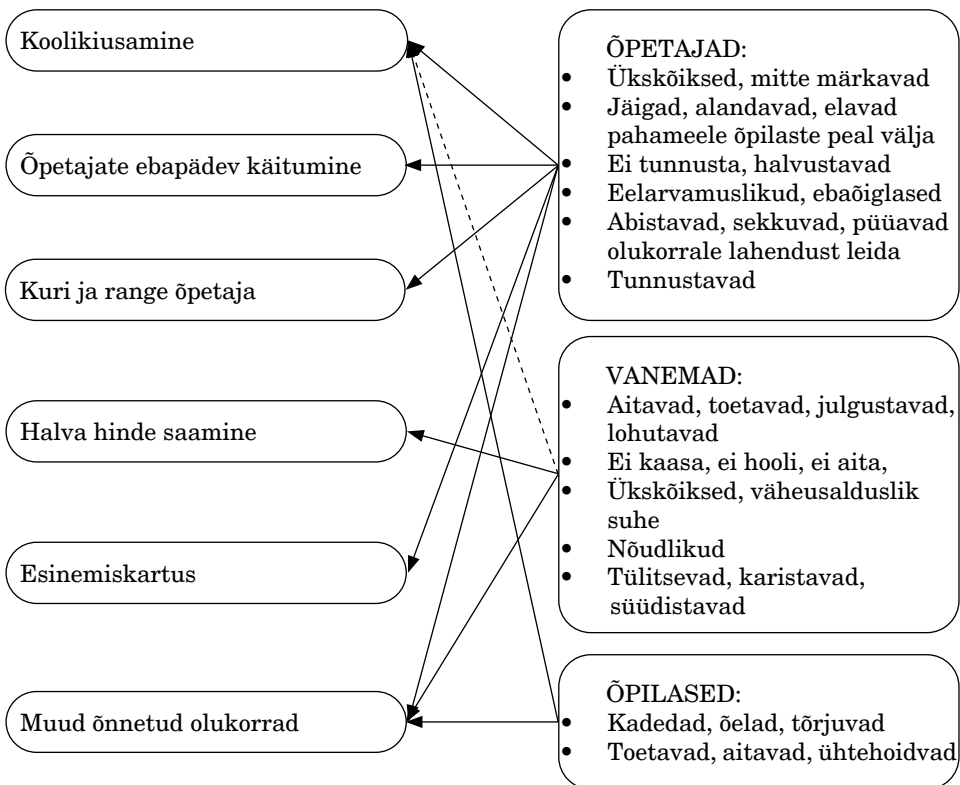 Koolikiusamine
Õpetajate ebapädev käitumine
Kuri ja range õpetaja
Halva hinde saamine
Esinemiskartus
Muud õnnetud olukorrad
ÕPETAJAD:
• Ükskõiksed, mitte märkavad
• Jäigad, alandavad, elavad
pahameele õpilaste peal välja
• Ei tunnusta, halvustavad
• Eelarvamuslikud, ebaõiglased
• Abistavad, sekkuvad, püüavad
olukorrale lahendust leida
• Tunnustavad
VANEMAD:
• Aitavad, toetavad, julgustavad,
lohutavad
• Ei kaasa, ei hooli, ei aita,
• Ükskõiksed, väheusalduslik
suhe
• Nõudlikud
• Tülitsevad, karistavad,
süüdistavad
ÕPILASED:
• Kadedad, õelad, tõrjuvad
• Toetavad, aitavad, ühtehoidvad